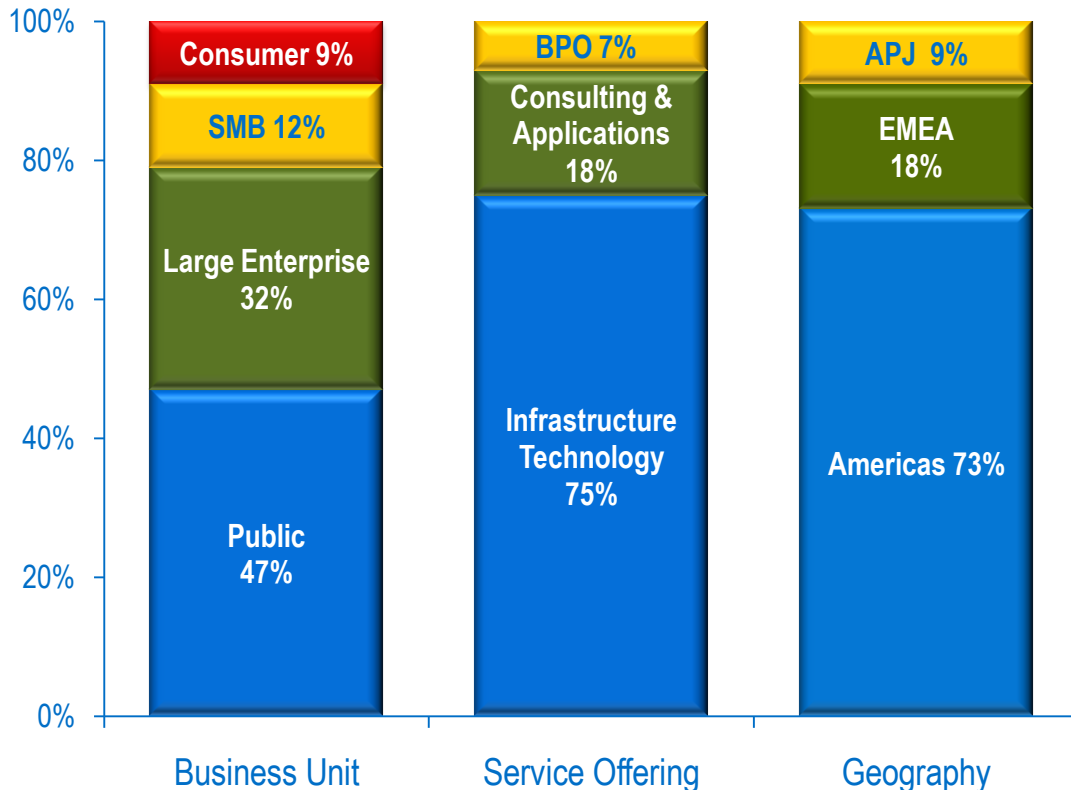 100%
80%
60%
40%
20%
0%
Consumer 9%
SMB 12%
Large Enterprise
32%
Public
47%
BPO 7%
Consulting &
Applications
18%
Infrastructure
Technology
75%
APJ 9%
EMEA
18%
Americas 73%
Business Unit
Service Offering
Geography